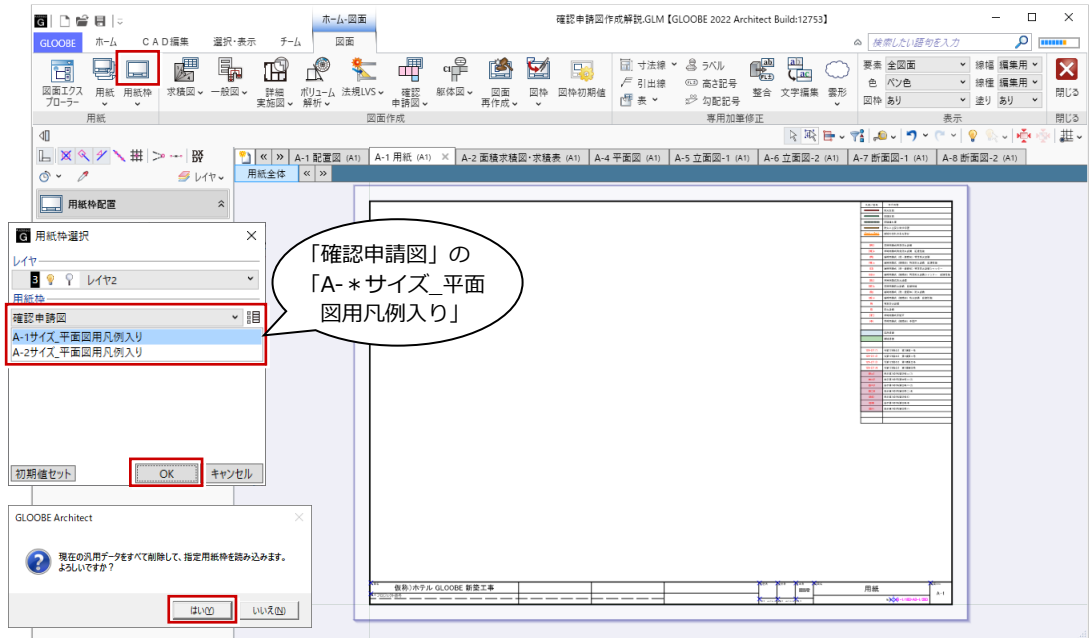 ホーム-図面
確認申請図作成解説.GLM【GLOOBE 2022 Architect Build:12753】
GLOOBE ホーム ＣＡＤ編集 選択・表示 チーム 図面
検索したい語句を入力
図面エクスプローラー 用紙 用紙枠 求積図 一般図 詳細実施図 ボリューム解析 法規LVS 確認申請図 躯体図 図面再作成 図枠 図枠初期値
寸法線 ラベル
引出線 高さ記号
表 勾配記号
整合 文字編集 雲形
要素 全図面 線幅 編集用
色 ペン色 線種 編集用
図枠 あり 塗り あり
閉じる
用紙 図面作成 専用加筆修正 表示 閉じる
A-1 配置図 (A1) A-1 用紙 (A1) A-2 面積求積図・求積表 (A1) A-4 平面図 (A1) A-5 立面図-1 (A1) A-6 立面図-2 (A1) A-7 断面図-1 (A1) A-8 断面図-2 (A1)
レイヤ 用紙全体
用紙枠配置
用紙枠選択
レイヤ
3 レイヤ2
用紙枠
確認申請図
A-1サイズ_平面図用凡例入り
A-2サイズ_平面図用凡例入り
初期値セット OK キャンセル
「確認申請図」の
「A-＊サイズ_平面
図用凡例入り」
GLOOBE Architect
現在の汎用データをすべて削除して、指定用紙枠を読み込みます。
よろしいですか？
はい(Y) いいえ(N)
仮称)ホテル GLOOBE 新築工事
用紙
A-1